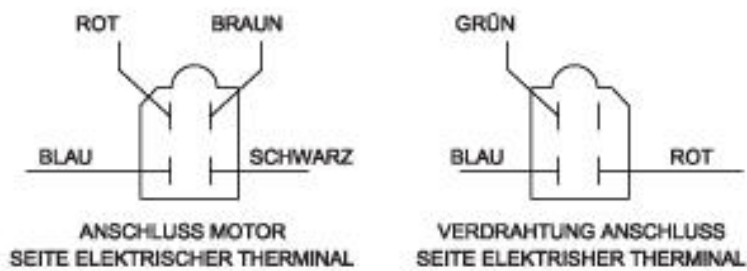 ROT BRAUN
BLAU SCHWARZ
ANSCHLUSS MOTOR
SEITE ELEKTRISCHER THERMINAL
GRÜN
BLAU ROT
VERDRAHTUNG ANSCHLUSS
SEITE ELEKTRISHER THERMINAL